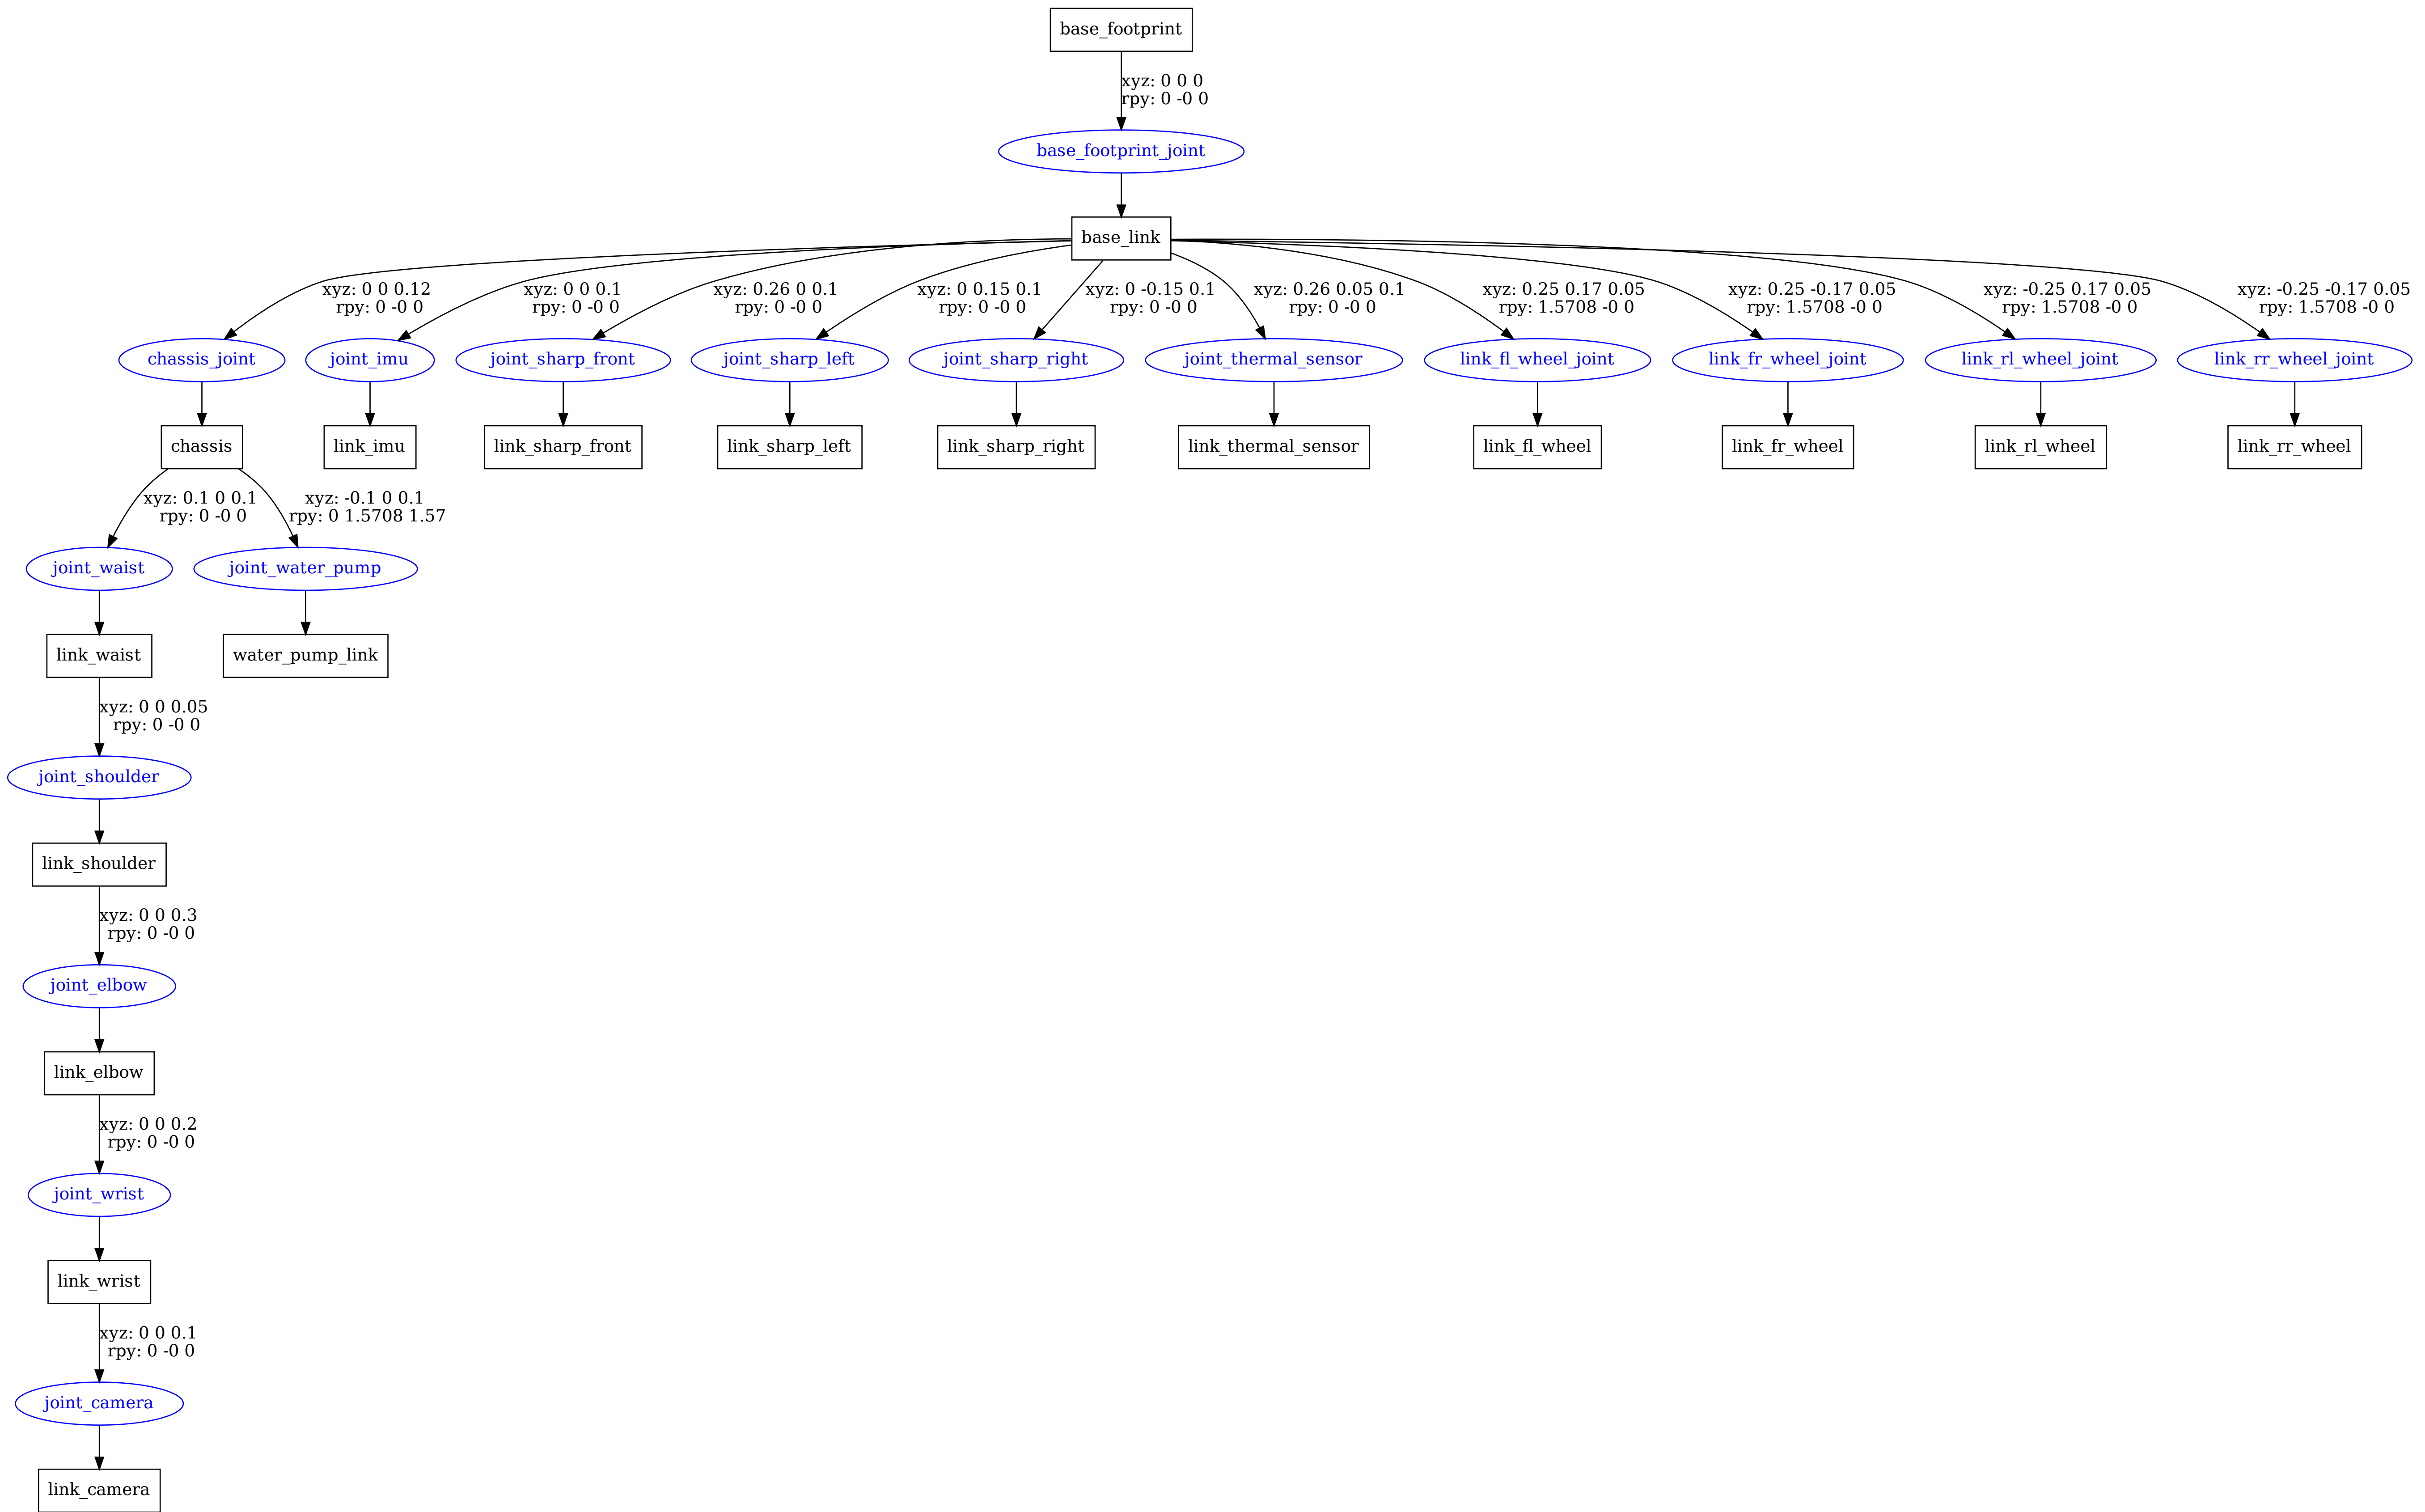 base_footprint
xyz: 0 0 0
rpy: 0 -0 0
base_footprint_joint
base_link
xyz: 0 0 0.12
rpy: 0 -0 0
xyz: 0 0 0.1
rpy: 0 -0 0
xyz: 0.26 0 0.1
rpy: 0 -0 0
xyz: 0 0.15 0.1
rpy: 0 -0 0
xyz: 0 -0.15 0.1
rpy: 0 -0 0
xyz: 0.26 0.05 0.1
rpy: 0 -0 0
xyz: 0.25 0.17 0.05
rpy: 1.5708 -0 0
xyz: 0.25 -0.17 0.05
rpy: 1.5708 -0 0
xyz: -0.25 0.17 0.05
rpy: 1.5708 -0 0
xyz: -0.25 -0.17 0.05
rpy: 1.5708 -0 0
chassis_joint
joint_imu
joint_sharp_front
joint_sharp_left
joint_sharp_right
joint_thermal_sensor
link_fl_wheel_joint
link_fr_wheel_joint
link_rl_wheel_joint
link_rr_wheel_joint
chassis
link_imu
link_sharp_front
link_sharp_left
link_sharp_right
link_thermal_sensor
link_fl_wheel
link_fr_wheel
link_rl_wheel
link_rr_wheel
xyz: 0.1 0 0.1
rpy: 0 -0 0
xyz: -0.1 0 0.1
rpy: 0 1.5708 1.57
joint_waist
joint_water_pump
link_waist
water_pump_link
xyz: 0 0 0.05
rpy: 0 -0 0
joint_shoulder
link_shoulder
xyz: 0 0 0.3
rpy: 0 -0 0
joint_elbow
link_elbow
xyz: 0 0 0.2
rpy: 0 -0 0
joint_wrist
link_wrist
xyz: 0 0 0.1
rpy: 0 -0 0
joint_camera
link_camera